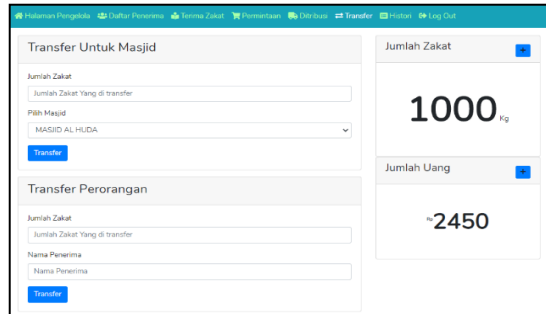 Halaman Pengelola Daftar Penerima Terima Zakat Permintaan Ditribusi Transfer Histori Log Out
Transfer Untuk Masjid
Jumlah Zakat
Jumlah Zakat Yang di transfer
Pilih Masjid
MASJID AL HUDA
Transfer
Transfer Perorangan
Jumlah Zakat
Jumlah Zakat Yang di transfer
Nama Penerima
Nama Penerima
Transfer
Jumlah Zakat
+
1000 Kg
Jumlah Uang
+
Rp 2450